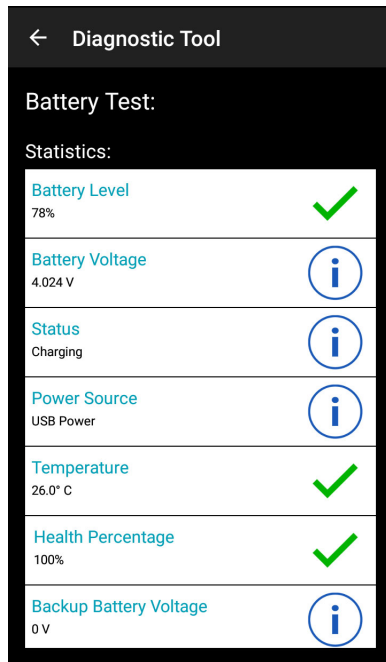 Diagnostic Tool
Battery Test:
Statistics:
Battery Level
78%
Battery Voltage
4.024 V
Status
Charging
Power Source
USB Power
Temperature
26.0° C
Health Percentage
100%
Backup Battery Voltage
0 V